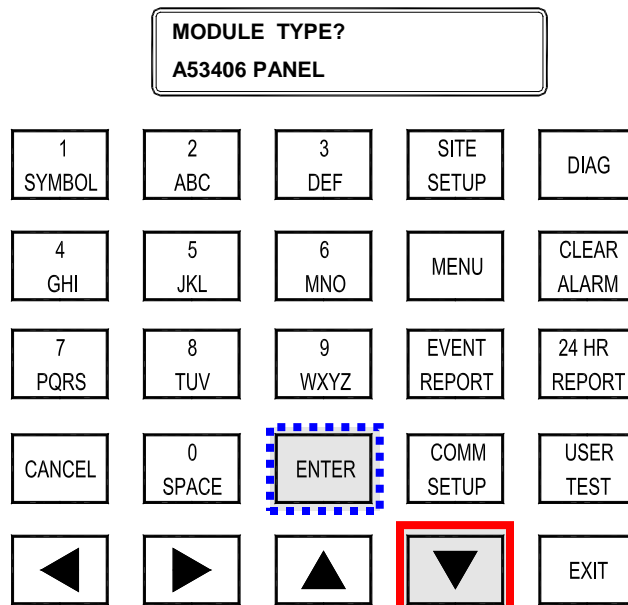 MODULE TYPE?
A53406 PANEL
1
SYMBOL
2
ABC
3
DEF
SITE
SETUP
DIAG
4
GHI
5
JKL
6
MNO
MENU
CLEAR
ALARM
7
PQRS
8
TUV
9
WXYZ
EVENT
REPORT
24 HR
REPORT
CANCEL
0
SPACE
ENTER
COMM
SETUP
USER
TEST
EXIT